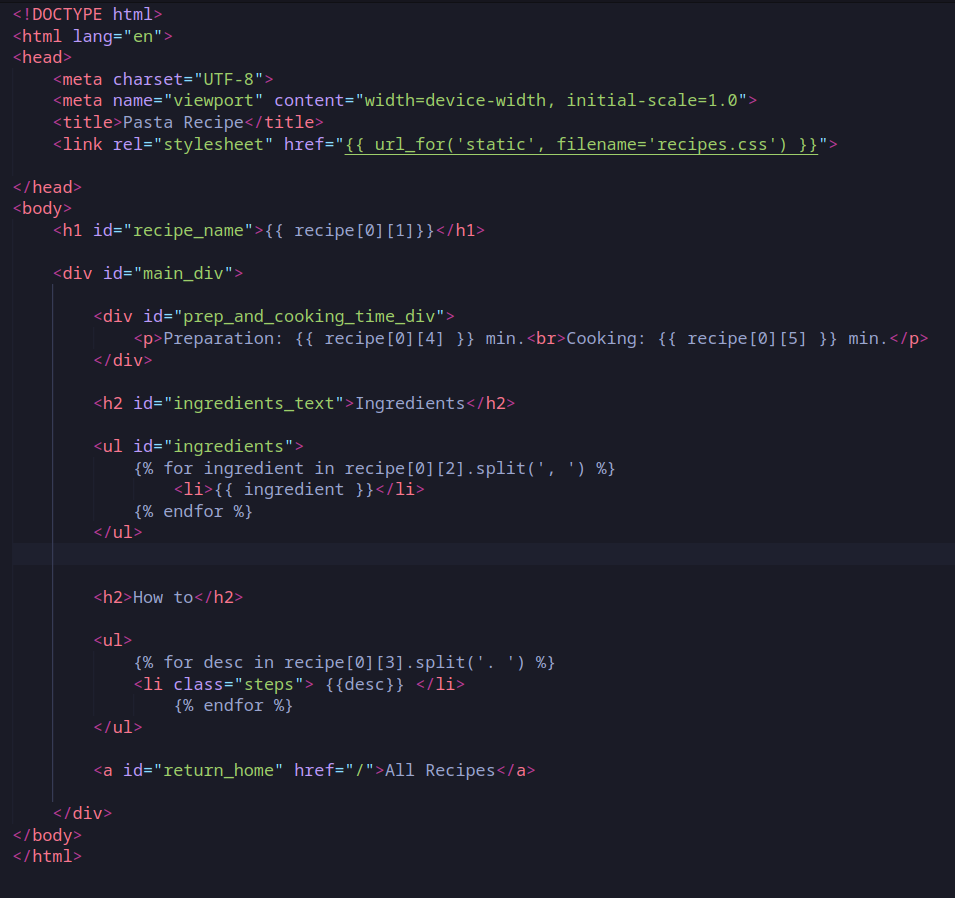 <!DOCTYPE html>
<html lang="en">
<head>
    <meta charset="UTF-8">
    <meta name="viewport" content="width=device-width, initial-scale=1.0">
    <title>Pasta Recipe</title>
    <link rel="stylesheet" href="{{ url_for('static', filename='recipes.css') }}">
</head>
<body>
    <h1 id="recipe_name">{{ recipe[0][1]}}</h1>
    <div id="main_div">
        <div id="prep_and_cooking_time_div">
            <p>Preparation: {{ recipe[0][4] }} min.<br>Cooking: {{ recipe[0][5] }} min.</p>
        </div>
        <h2 id="ingredients_text">Ingredients</h2>
        <ul id="ingredients">
            {% for ingredient in recipe[0][2].split(', ') %}
                <li>{{ ingredient }}</li>
            {% endfor %}
        </ul>
        <h2>How to</h2>
        <ul>
            {% for desc in recipe[0][3].split('. ') %}
            <li class="steps"> {{desc}} </li>
                {% endfor %}
        </ul>
        <a id="return_home" href="/">All Recipes</a>
    </div>
</body>
</html>